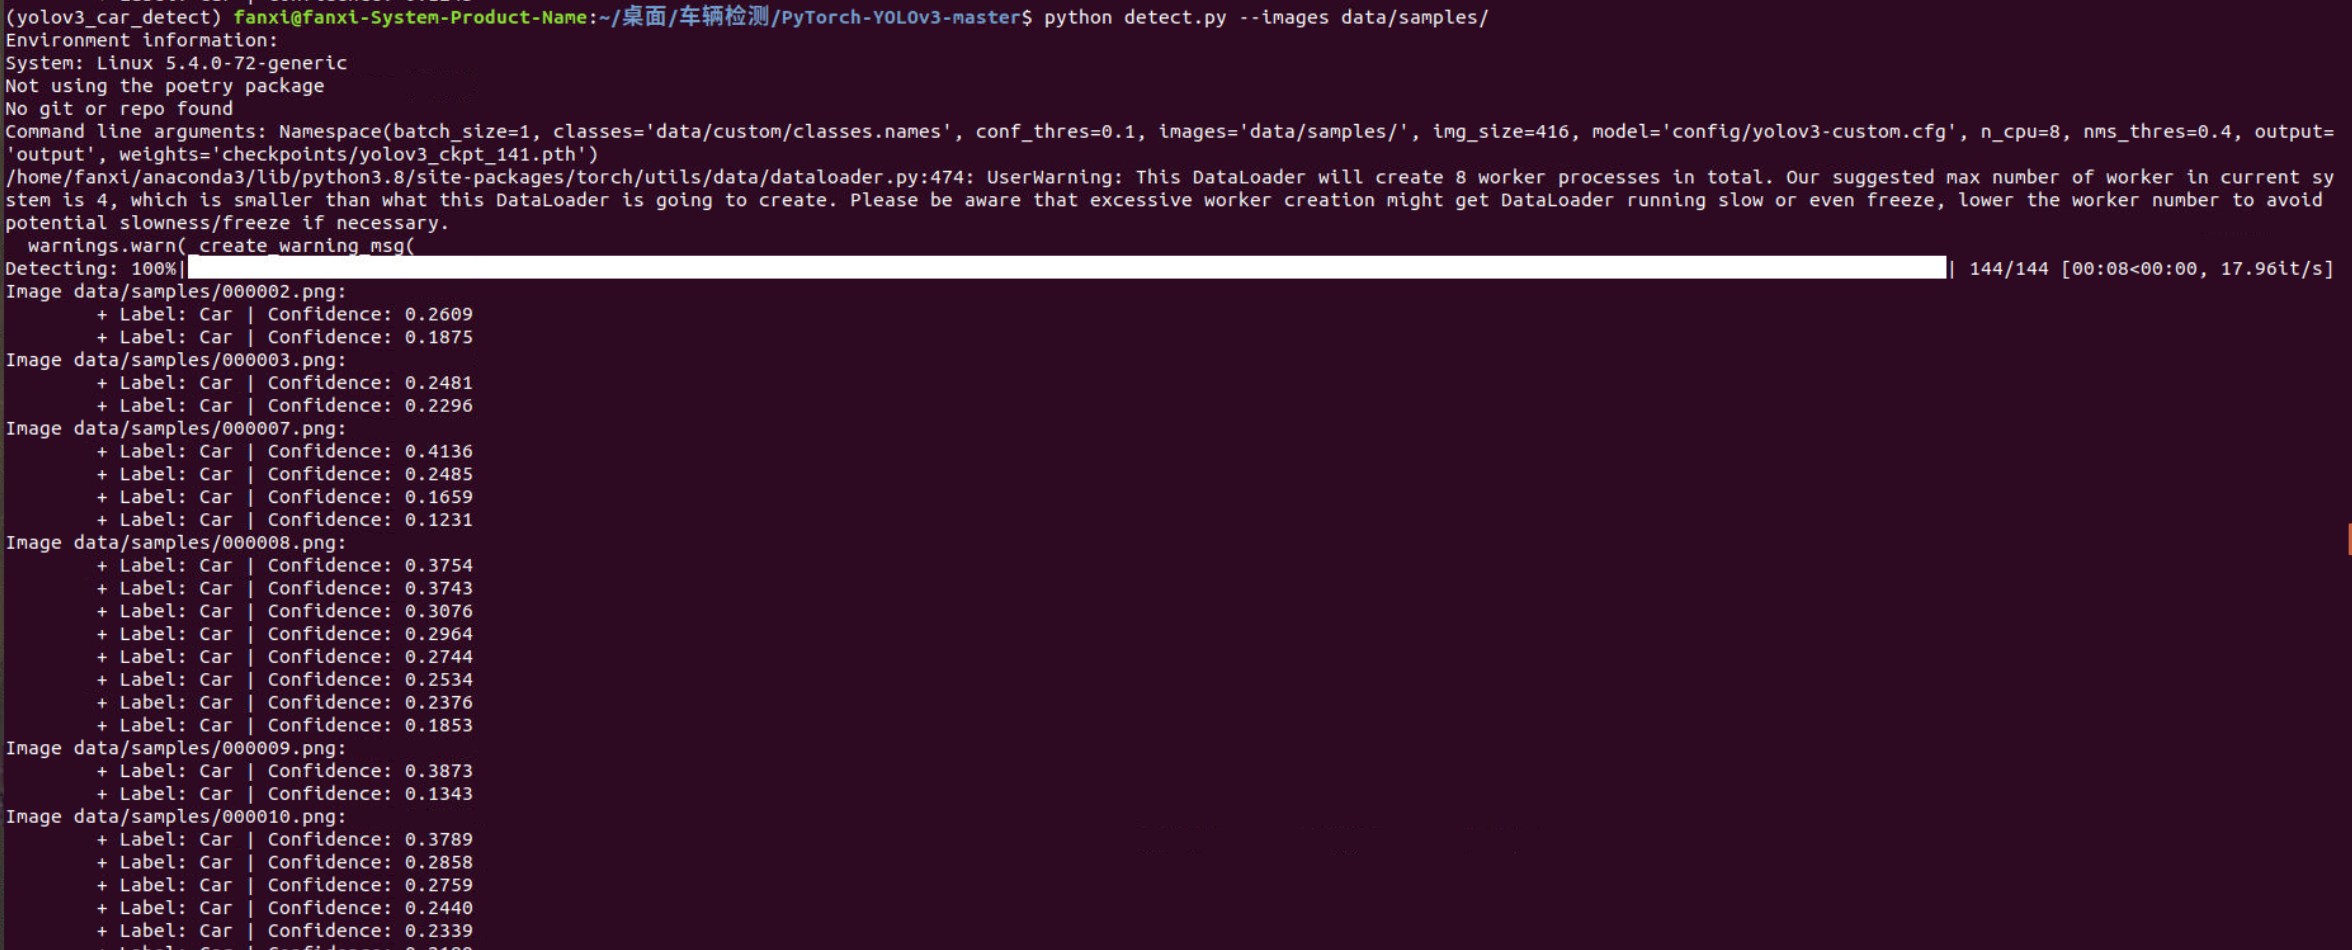 (yolov3_car_detect) fanxi@fanxi-System-Product-Name:~/桌面/车辆检测/PyTorch-YOLOv3-master$ python detect.py --images data/samples/
Environment information:
System: Linux 5.4.0-72-generic
Not using the poetry package
No git or repo found
Command line arguments: Namespace(batch_size=1, classes='data/custom/classes.names', conf_thres=0.1, images='data/samples/', img_size=416, model='config/yolov3-custom.cfg', n_cpu=8, nms_thres=0.4, output=
'output', weights='checkpoints/yolov3_ckpt_141.pth')
/home/fanxi/anaconda3/lib/python3.8/site-packages/torch/utils/data/dataloader.py:474: UserWarning: This DataLoader will create 8 worker processes in total. Our suggested max number of worker in current sy
stem is 4, which is smaller than what this DataLoader is going to create. Please be aware that excessive worker creation might get DataLoader running slow or even freeze, lower the worker number to avoid
potential slowness/freeze if necessary.
warnings.warn(_create_warning_msg(
Detecting: 100%| | 144/144 [00:08<00:00, 17.96it/s]
Image data/samples/000002.png:
+ Label: Car | Confidence: 0.2609
+ Label: Car | Confidence: 0.1875
Image data/samples/000003.png:
+ Label: Car | Confidence: 0.2481
+ Label: Car | Confidence: 0.2296
Image data/samples/000007.png:
+ Label: Car | Confidence: 0.4136
+ Label: Car | Confidence: 0.2485
+ Label: Car | Confidence: 0.1659
+ Label: Car | Confidence: 0.1231
Image data/samples/000008.png:
+ Label: Car | Confidence: 0.3754
+ Label: Car | Confidence: 0.3743
+ Label: Car | Confidence: 0.3076
+ Label: Car | Confidence: 0.2964
+ Label: Car | Confidence: 0.2744
+ Label: Car | Confidence: 0.2534
+ Label: Car | Confidence: 0.2376
+ Label: Car | Confidence: 0.1853
Image data/samples/000009.png:
+ Label: Car | Confidence: 0.3873
+ Label: Car | Confidence: 0.1343
Image data/samples/000010.png:
+ Label: Car | Confidence: 0.3789
+ Label: Car | Confidence: 0.2858
+ Label: Car | Confidence: 0.2759
+ Label: Car | Confidence: 0.2440
+ Label: Car | Confidence: 0.2339